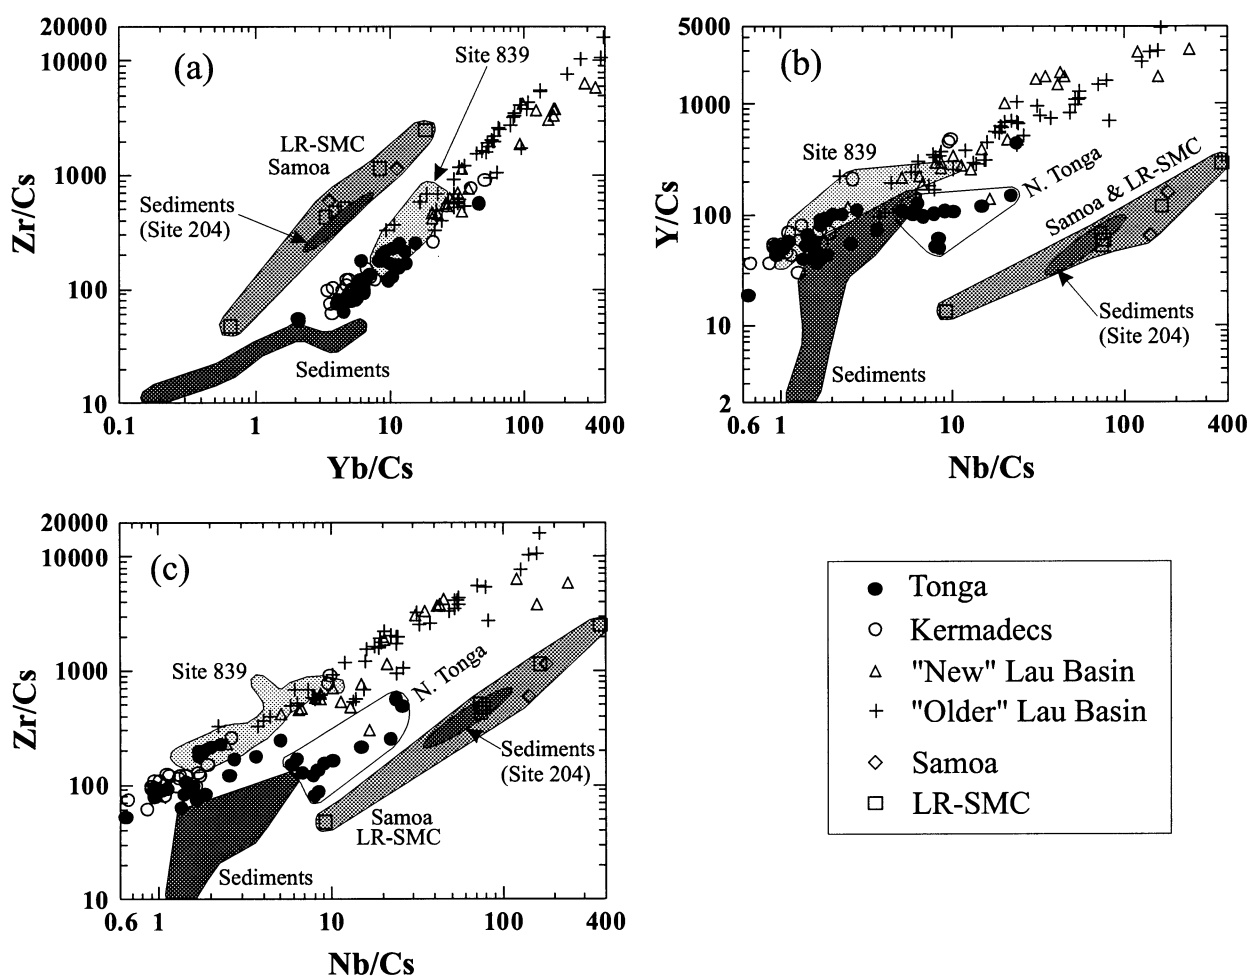 20000
10000
1000
100
10
Zr/Cs
(a)
Site 839
LR-SMC
Samoa
Sediments
(Site 204)
Sediments
0.1
1
10
100
400
Yb/Cs
5000
1000
100
10
2
Y/Cs
(b)
Site 839
N. Tonga
Samoa & LR-SMC
Sediments
(Site 204)
Sediments
0.6
1
10
100
400
Nb/Cs
20000
10000
1000
100
10
Zr/Cs
(c)
Site 839
N. Tonga
Sediments
(Site 204)
Samoa
LR-SMC
Sediments
0.6
1
10
100
400
Nb/Cs
Tonga
Kermadecs
"New" Lau Basin
"Older" Lau Basin
Samoa
LR-SMC